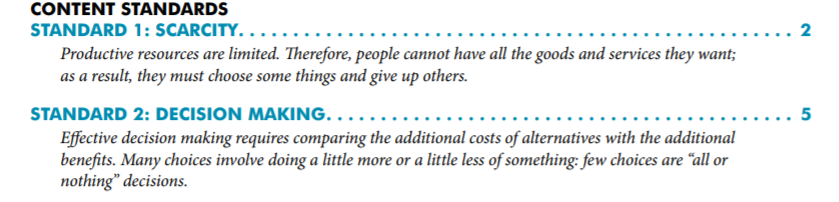 CONTENT STANDARDS
STANDARD 1: SCARCITY. . . . . . . . . . . . . . . . . . . . . . . . . . . . . . . . . . . . . . . . . . . . . . . . . . . . 2
Productive resources are limited. Therefore, people cannot have all the goods and services they want;
as a result, they must choose some things and give up others.
STANDARD 2: DECISION MAKING. . . . . . . . . . . . . . . . . . . . . . . . . . . . . . . . . . . . . . . . . . . . 5
Effective decision making requires comparing the additional costs of alternatives with the additional
benefits. Many choices involve doing a little more or a little less of something: few choices are “all or
nothing” decisions.